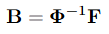 𝐁 = 𝚽⁻¹𝐅